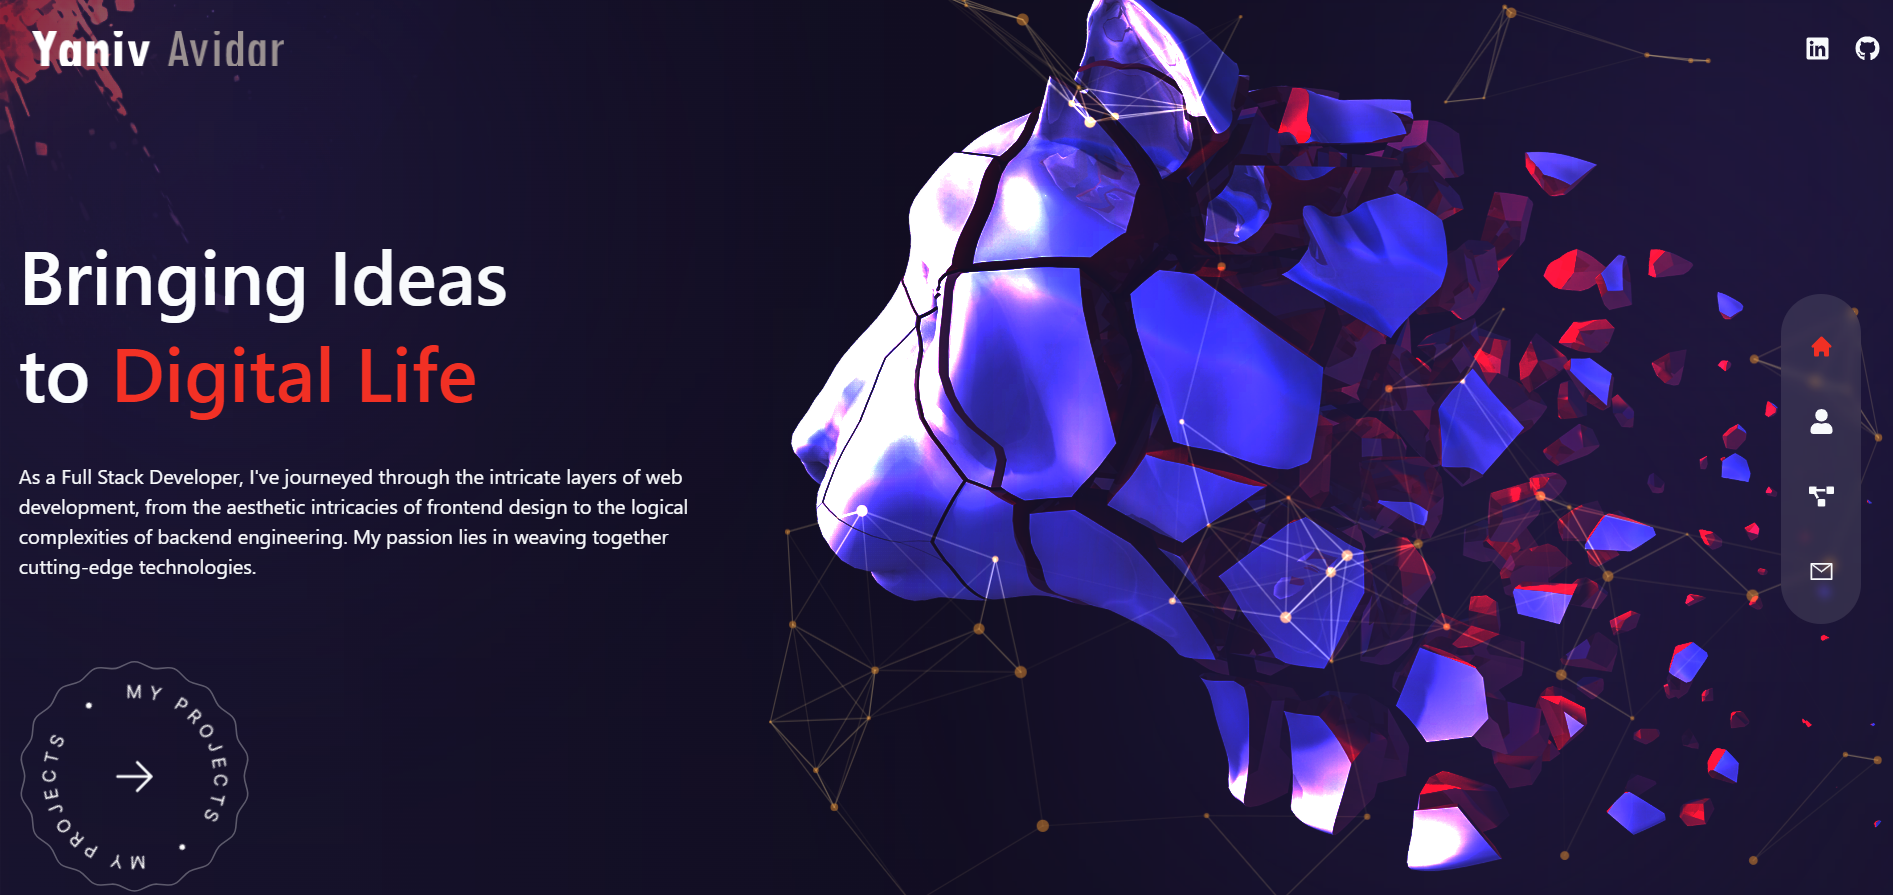 Yaniv Avidar
Bringing Ideas
to Digital Life
As a Full Stack Developer, I've journeyed through the intricate layers of web
development, from the aesthetic intricacies of frontend design to the logical
complexities of backend engineering. My passion lies in weaving together
cutting-edge technologies.
MY PROJECTS • MY PROJECTS •
in